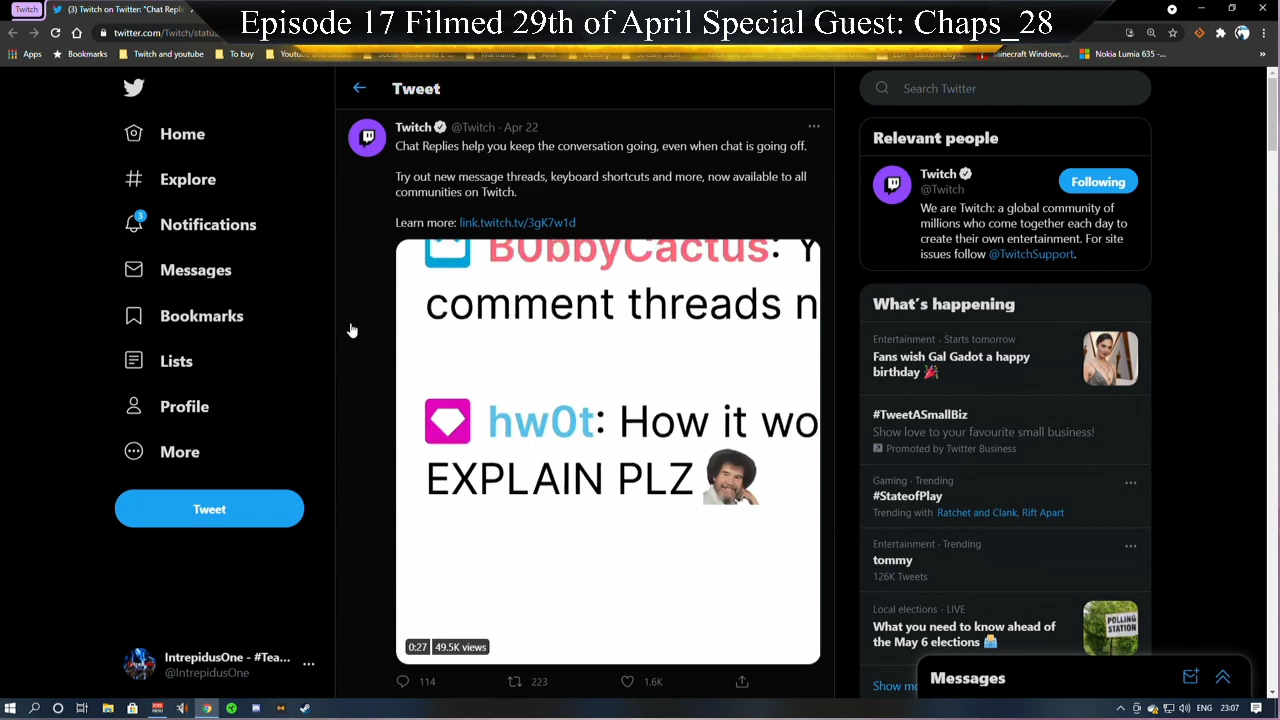 Twitch
Twitch on Twitter: "Chat Replie
Episode 17 Filmed 29th of April Special Guest: Chaps_28
twitter.com/Twitch/statu
Apps
Bookmarks
Twitch and youtube
To buy
Minecraft Windows,...
Nokia Lumia 635 -...
Home
Explore
3
Notifications
Messages
Bookmarks
Lists
Profile
More
Tweet
IntrepidusOne - #Tea...
@IntrepidusOne
Tweet
Twitch @Twitch · Apr 22
Chat Replies help you keep the conversation going, even when chat is going off.
Try out new message threads, keyboard shortcuts and more, now available to all
communities on Twitch.
Learn more: link.twitch.tv/3gK7w1d
B0bbyCactus: Y
comment threads n
hw0t: How it wo
EXPLAIN PLZ
0:27 49.5K views
114
223
1.6K
Search Twitter
Relevant people
Twitch
@Twitch
Following
We are Twitch: a global community of
millions who come together each day to
create their own entertainment. For site
issues follow @TwitchSupport.
What's happening
Entertainment · Starts tomorrow
Fans wish Gal Gadot a happy
birthday
#TweetASmallBiz
Show love to your favourite small business!
Promoted by Twitter Business
Gaming · Trending
#StateofPlay
Trending with Ratchet and Clank, Rift Apart
Entertainment · Trending
tommy
126K Tweets
Local elections · LIVE
What you need to know ahead of
the May 6 elections
POLLING
STATION
Show mo
Messages
ENG
23:07